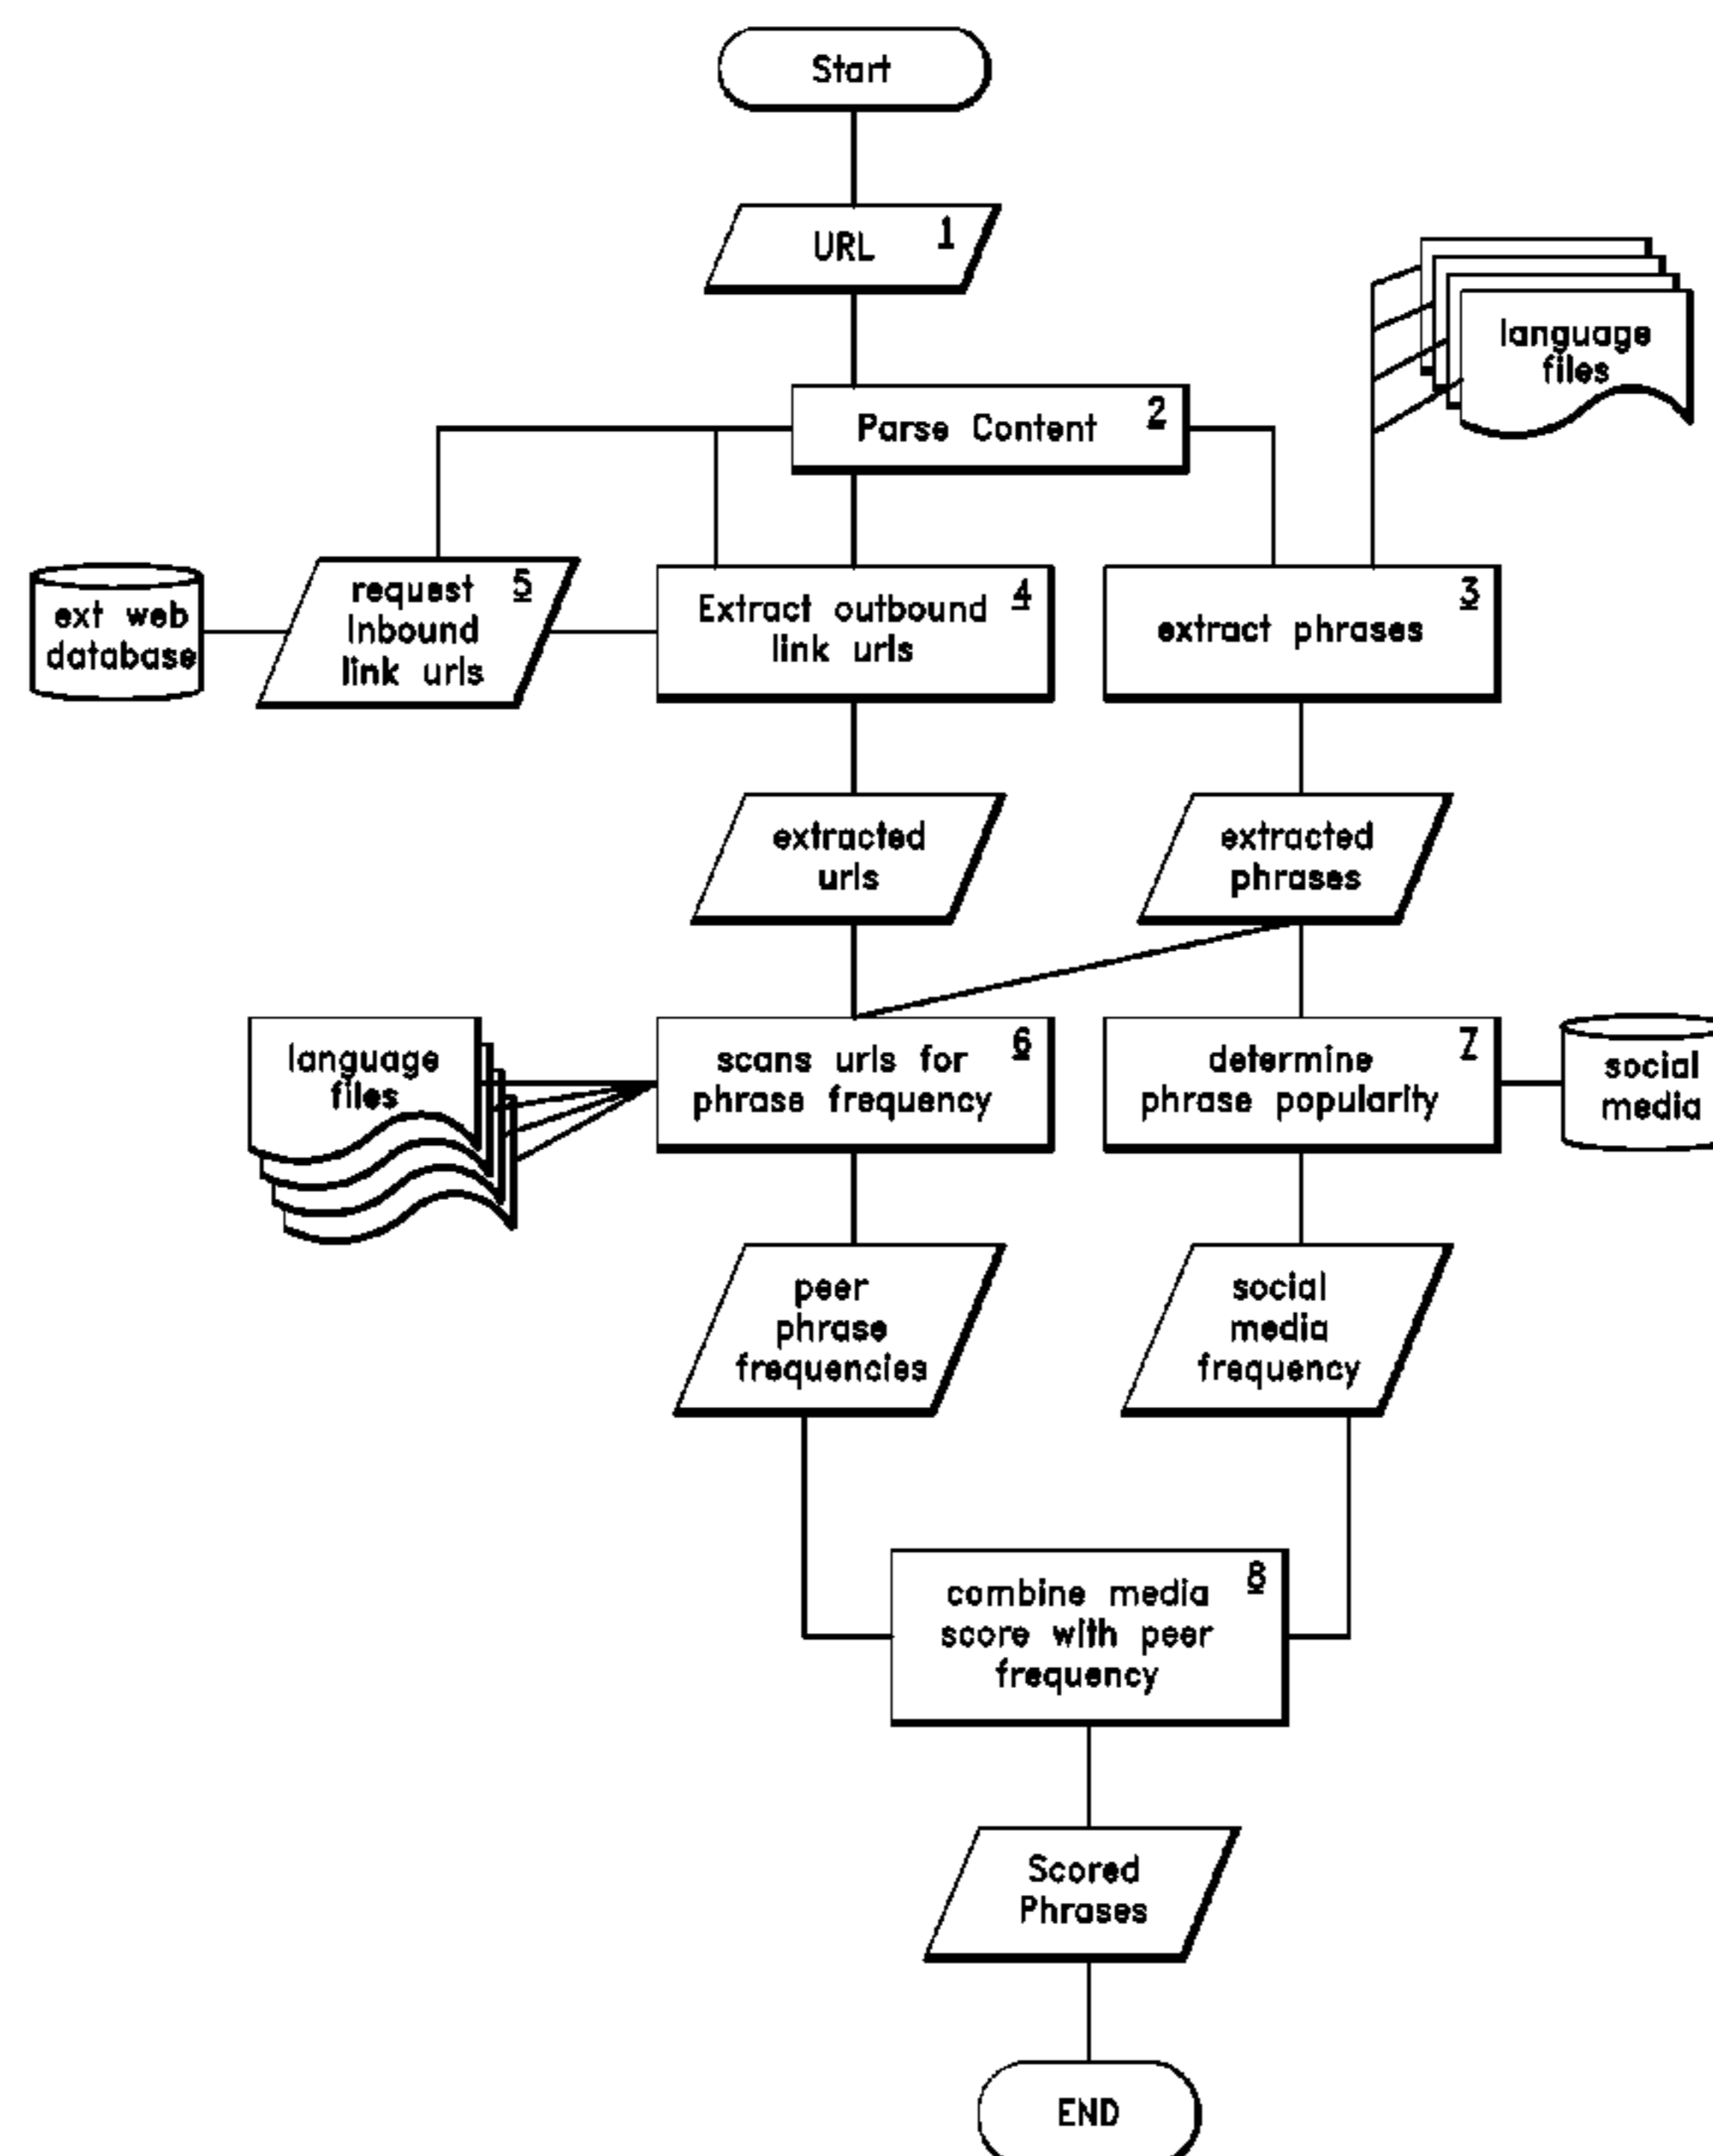 Start
URL 1
language
files
Parse Content 2
ext web
database
request
Inbound
link urls
5
Extract outbound
link urls
4
extract phrases
3
extracted
urls
extracted
phrases
language
files
scans urls for
phrase frequency
6
determine
phrase popularity
7
social
media
peer
phrase
frequencies
social
media
frequency
combine media
score with peer
frequency
8
Scored
Phrases
END